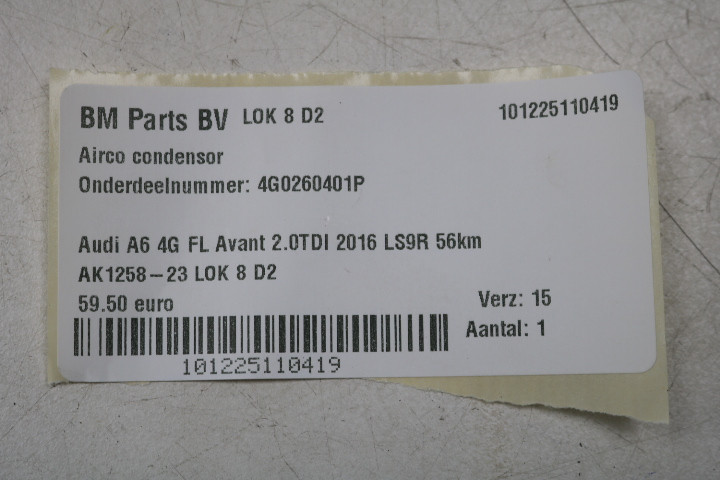 BM Parts BV LOK 8 D2 101225110419
Airco condensor
Onderdeelnummer: 4G0260401P
Audi A6 4G FL Avant 2.0TDI 2016 LS9R 56km
AK1258-23 LOK 8 D2
59.50 euro Verz: 15
Aantal: 1
101225110419